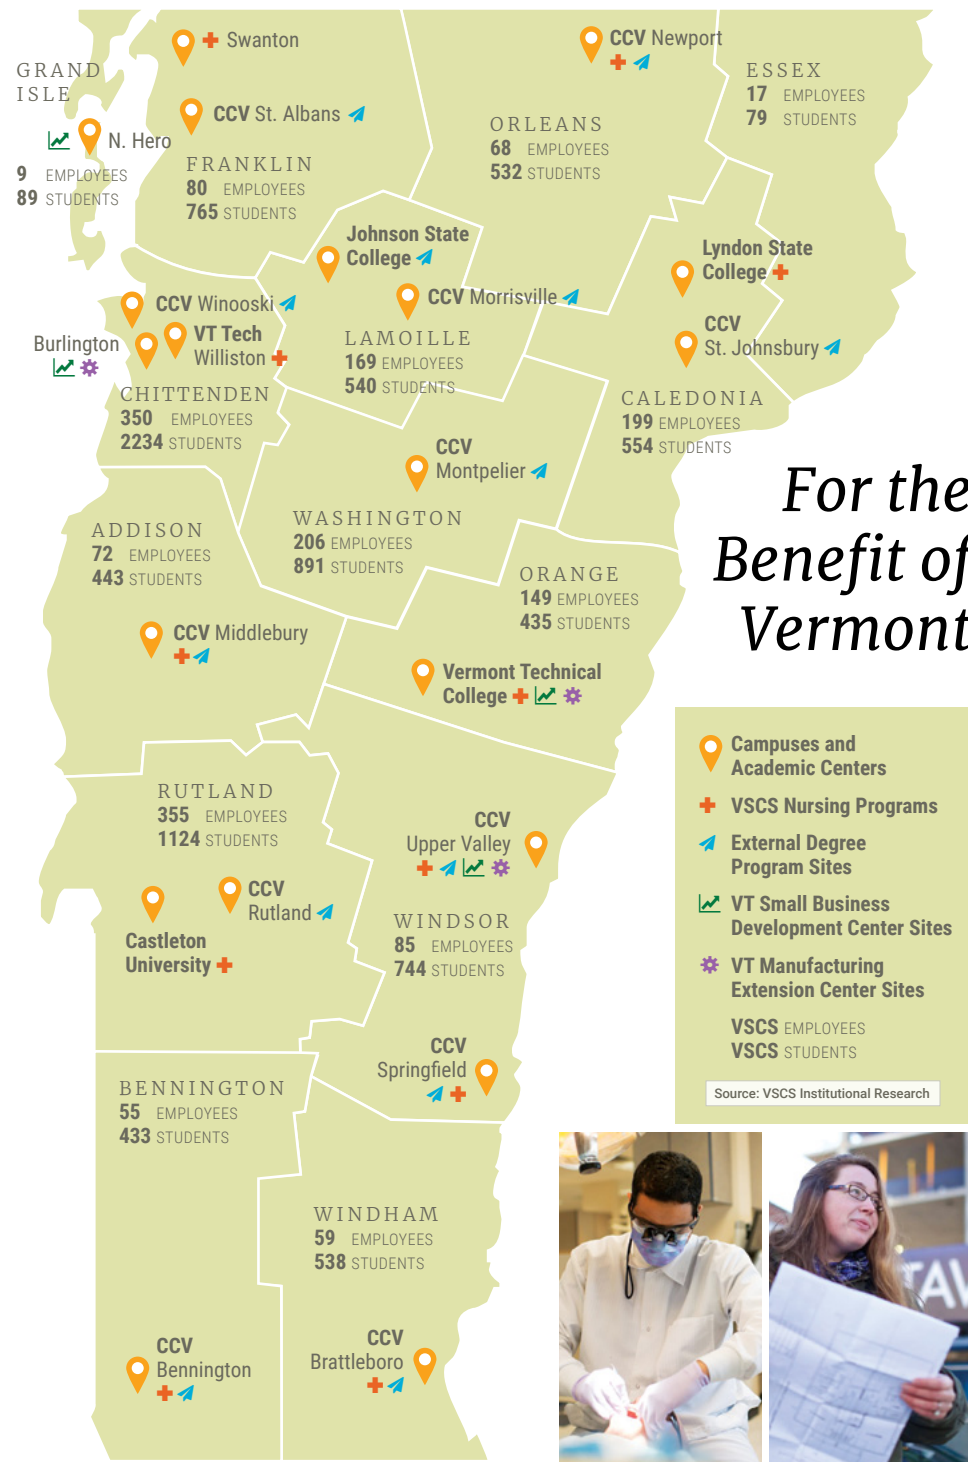 Swanton
CCV Newport
GRAND
ISLE
ESSEX
17 EMPLOYEES
79 STUDENTS
CCV St. Albans
N. Hero
ORLEANS
68 EMPLOYEES
532 STUDENTS
9 EMPLOYEES
89 STUDENTS
FRANKLIN
80 EMPLOYEES
765 STUDENTS
Johnson State
College
Lyndon State
College
CCV Winooski
CCV Morrisville
Burlington
VT Tech
Williston
CCV
St. Johnsbury
LAMOILLE
169 EMPLOYEES
540 STUDENTS
CHITTENDEN
350 EMPLOYEES
2234 STUDENTS
CALEDONIA
199 EMPLOYEES
554 STUDENTS
CCV
Montpelier
For the
Benefit of
Vermont
WASHINGTON
206 EMPLOYEES
891 STUDENTS
ADDISON
72 EMPLOYEES
443 STUDENTS
ORANGE
149 EMPLOYEES
435 STUDENTS
CCV Middlebury
Vermont Technical
College
Campuses and
Academic Centers
VSCS Nursing Programs
External Degree
Program Sites
VT Small Business
Development Center Sites
VT Manufacturing
Extension Center Sites
VSCS EMPLOYEES
VSCS STUDENTS
Source: VSCS Institutional Research
RUTLAND
355 EMPLOYEES
1124 STUDENTS
CCV
Upper Valley
CCV
Rutland
Castleton
University
WINDSOR
85 EMPLOYEES
744 STUDENTS
CCV
Springfield
BENNINGTON
55 EMPLOYEES
433 STUDENTS
WINDHAM
59 EMPLOYEES
538 STUDENTS
CCV
Bennington
CCV
Brattleboro